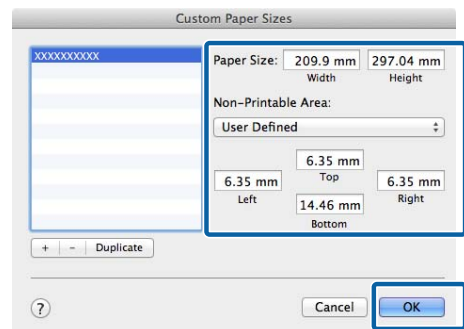 Custom Paper Sizes
XXXXXXXXXX
Paper Size: 209.9 mm 297.04 mm
Width Height
Non-Printable Area:
User Defined
6.35 mm
Top
6.35 mm 6.35 mm
Left Right
14.46 mm
Bottom
+ - Duplicate
? Cancel OK